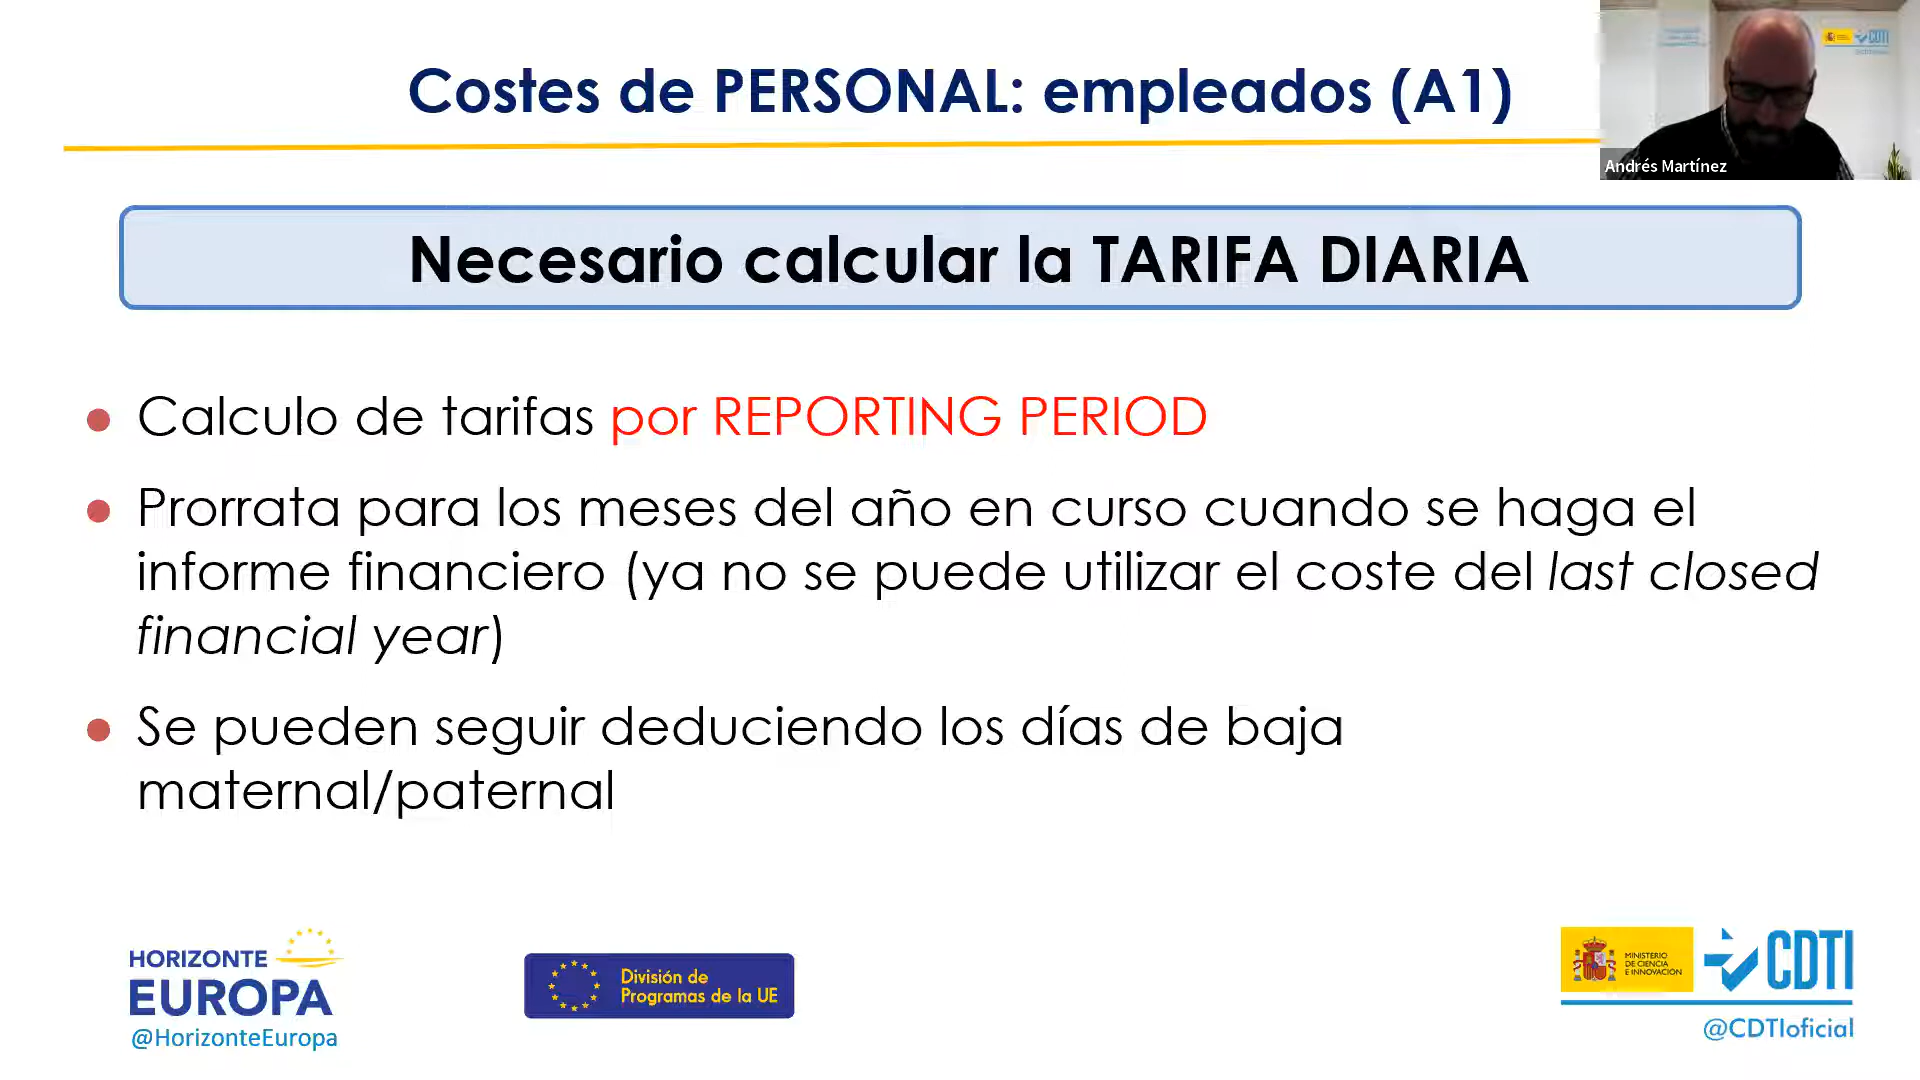 Costes de PERSONAL: empleados (A1)
CDTI
Andrés Martínez
Necesario calcular la TARIFA DIARIA
Calculo de tarifas por REPORTING PERIOD
Prorrata para los meses del año en curso cuando se haga el
informe financiero (ya no se puede utilizar el coste del last closed
financial year)
Se pueden seguir deduciendo los días de baja
maternal/paternal
HORIZONTE
EUROPA
@HorizonteEuropa
División de
Programas de la UE
MINISTERIO
DE CIENCIA
E INNOVACIÓN
CDTI
@CDTIoficial